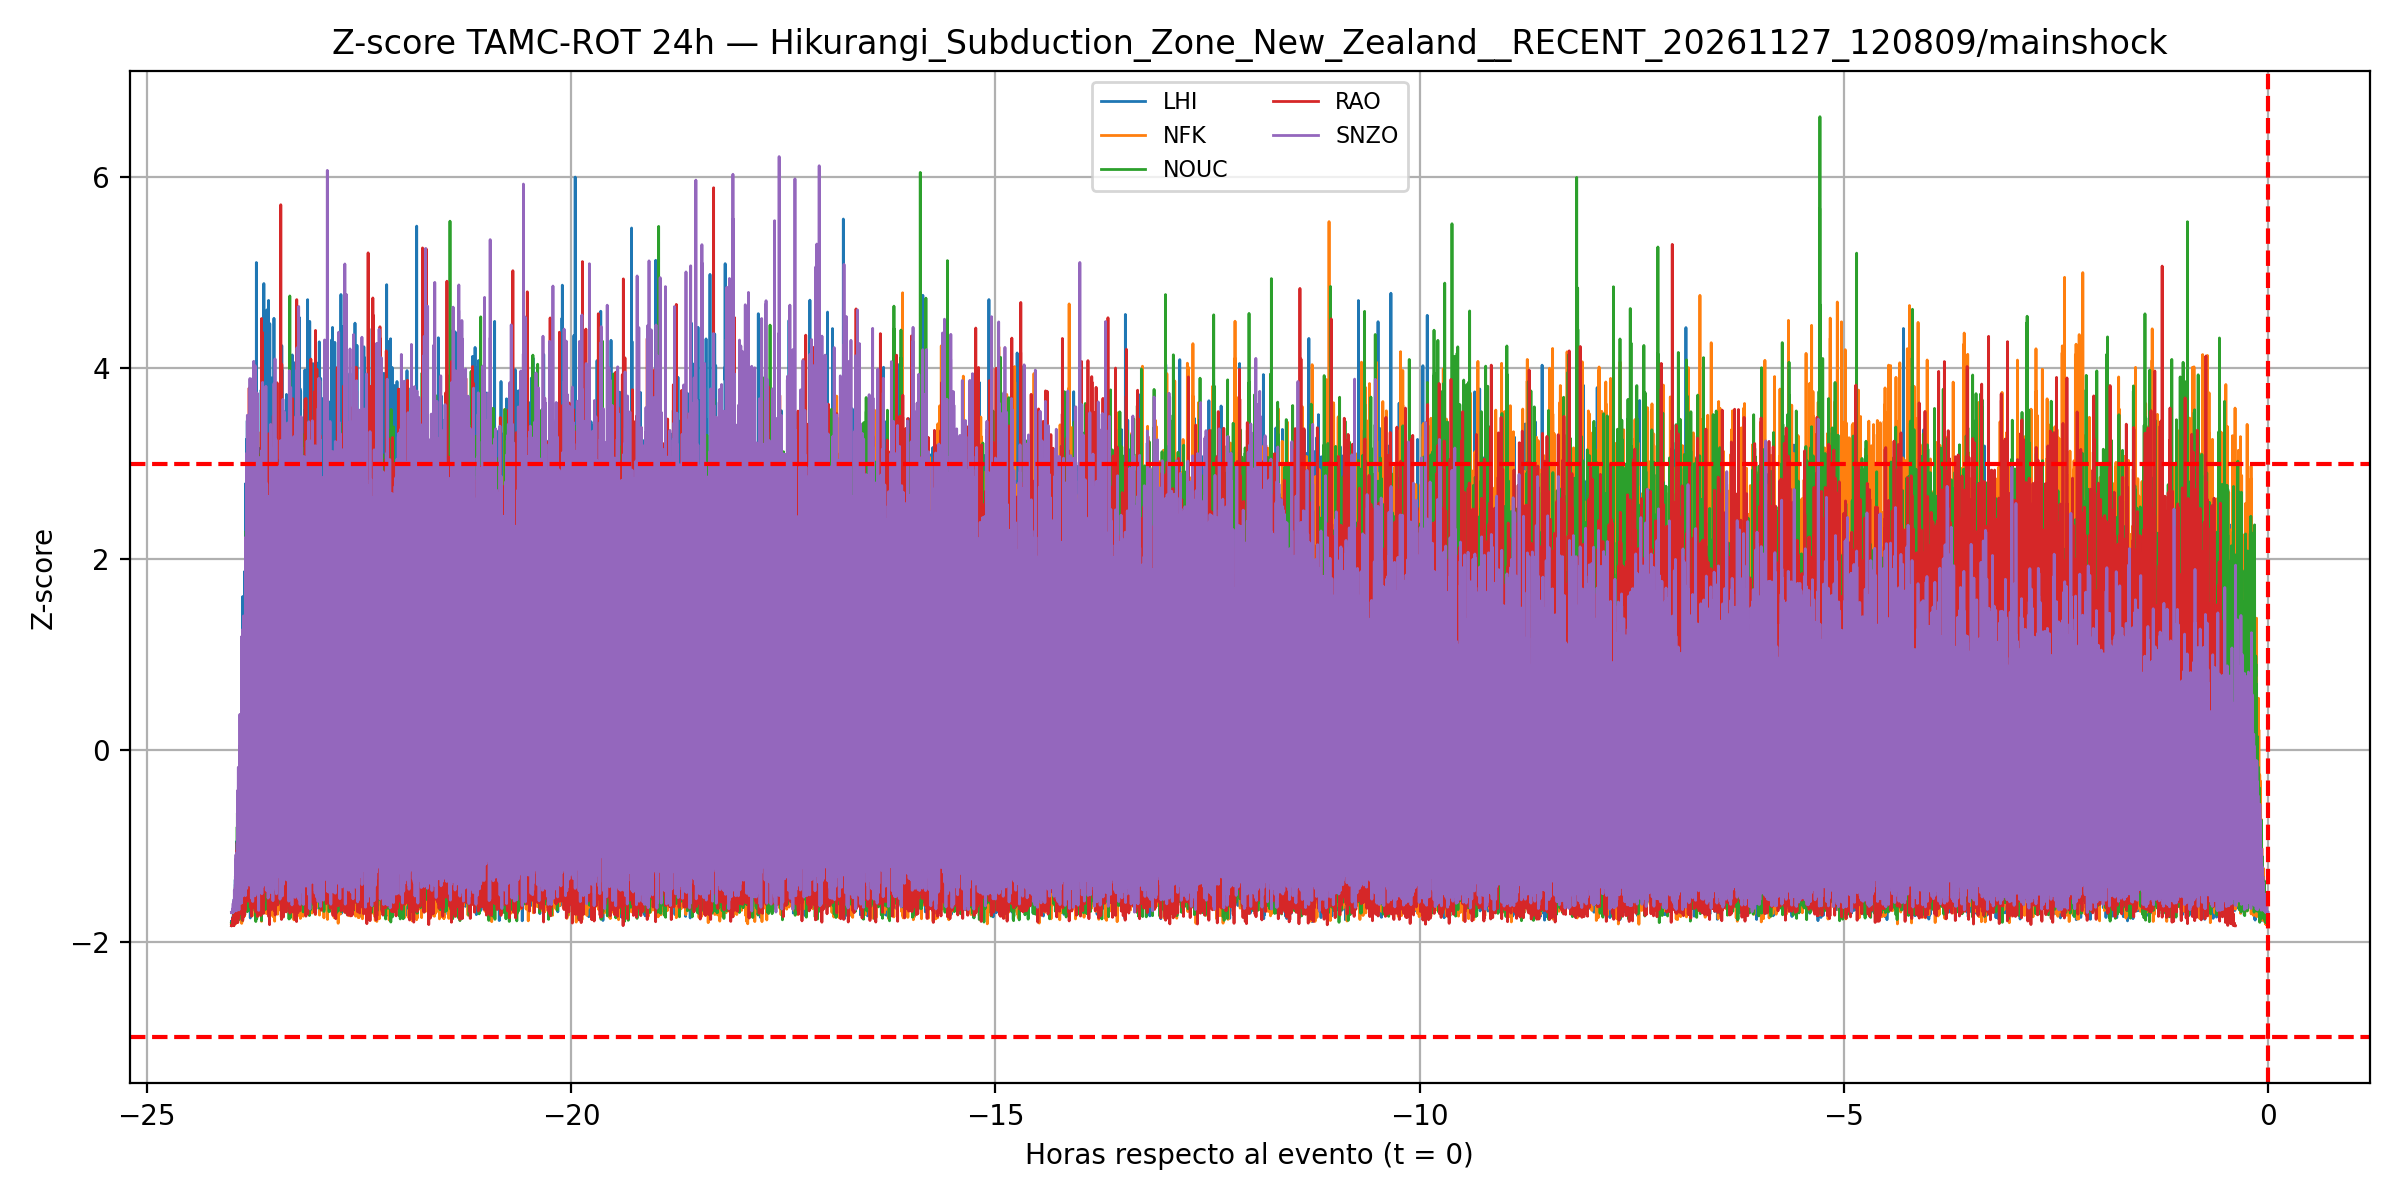 Z-score TAMC-ROT 24h — Hikurangi_Subduction_Zone_New_Zealand__RECENT_20261127_120809/mainshock
LHI
NFK
NOUC
RAO
SNZO
6
4
2
0
−2
Z-score
−25
−20
−15
−10
−5
0
Horas respecto al evento (t = 0)